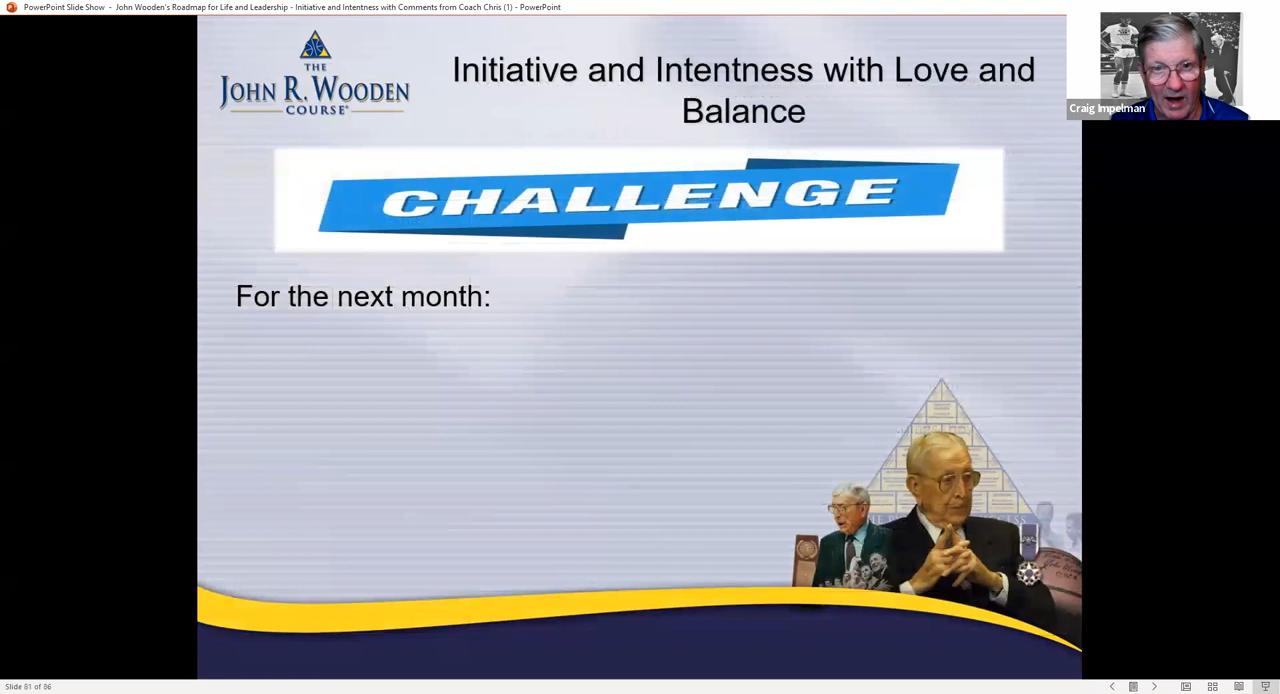 PowerPoint Slide Show - John Wooden's Roadmap for Life and Leadership - Initiative and Intentness with Comments from Coach Chris (1) - PowerPoint
THE
JOHN R. WOODEN
COURSE
Initiative and Intentness with Love and
Balance
Craig Impelman
CHALLENGE
For the next month:
Slide 81 of 86